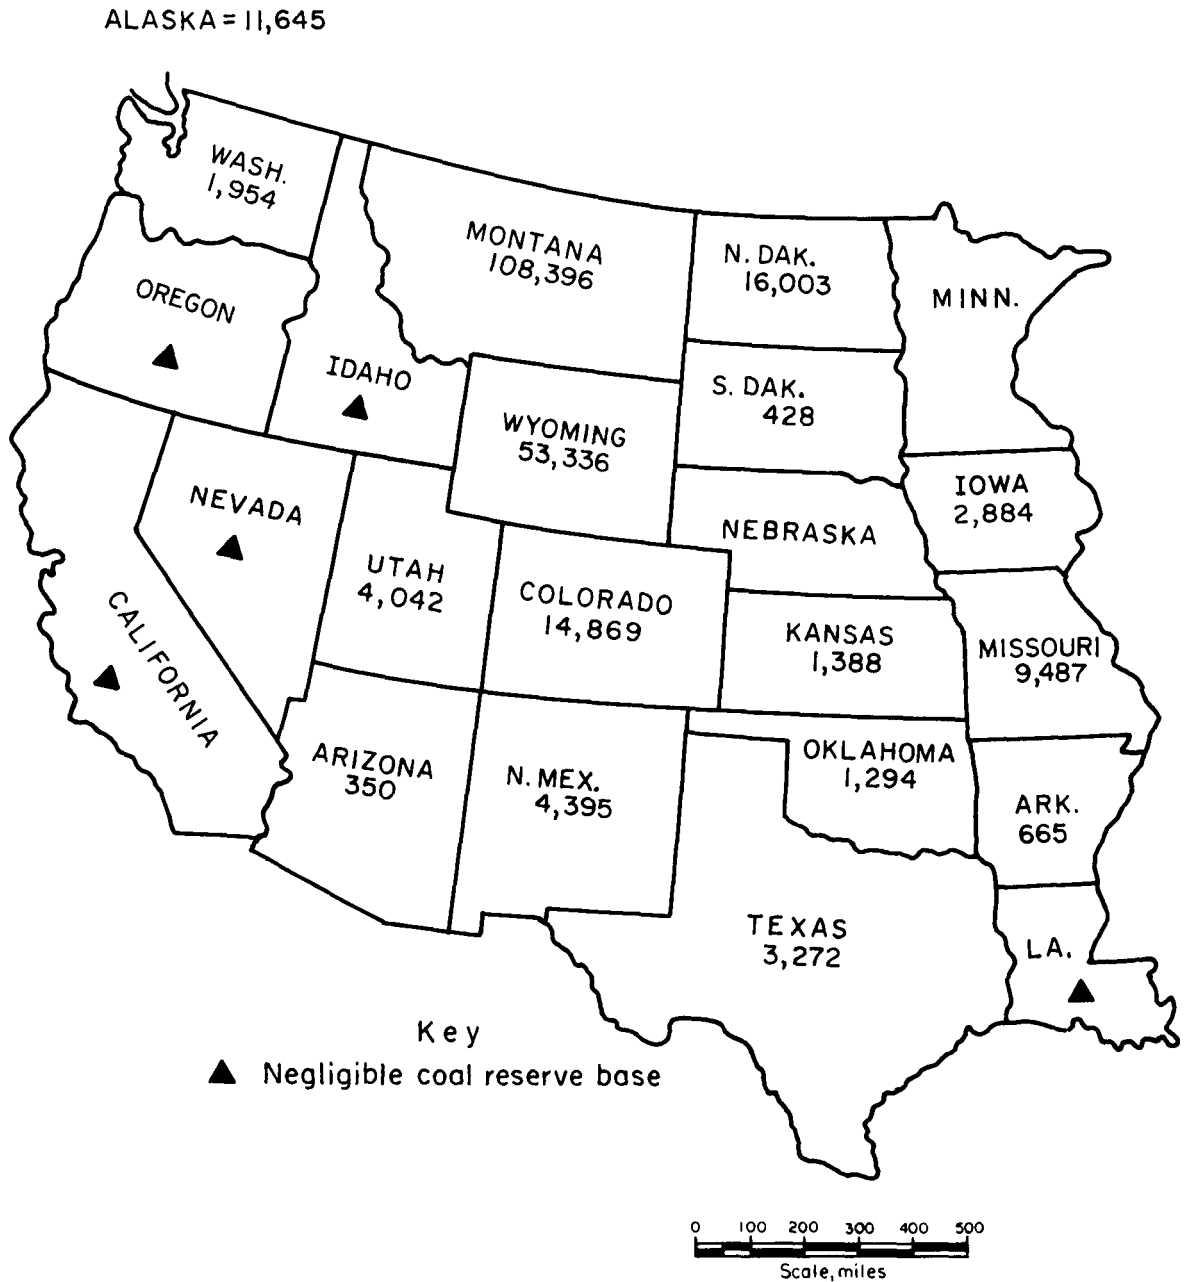 ALASKA = 11,645
WASH.
1,954
MONTANA
108,396
N. DAK.
16,003
MINN.
OREGON
IDAHO
S. DAK.
428
WYOMING
53,336
NEVADA
NEBRASKA
IOWA
2,884
UTAH
4,042
COLORADO
14,869
KANSAS
1,388
MISSOURI
9,487
CALIFORNIA
ARIZONA
350
N. MEX.
4,395
OKLAHOMA
1,294
ARK.
665
TEXAS
3,272
LA.
Key
Negligible coal reserve base
0 100 200 300 400 500
Scale, miles